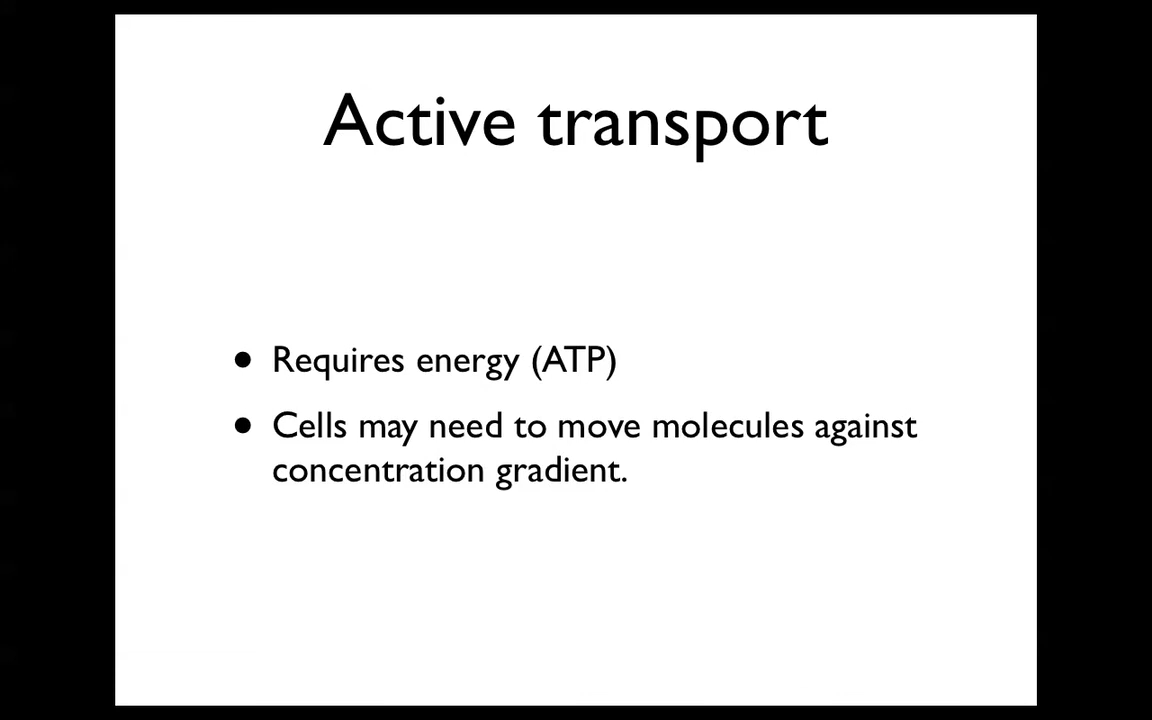 Active transport
• Requires energy (ATP)
• Cells may need to move molecules against
concentration gradient.